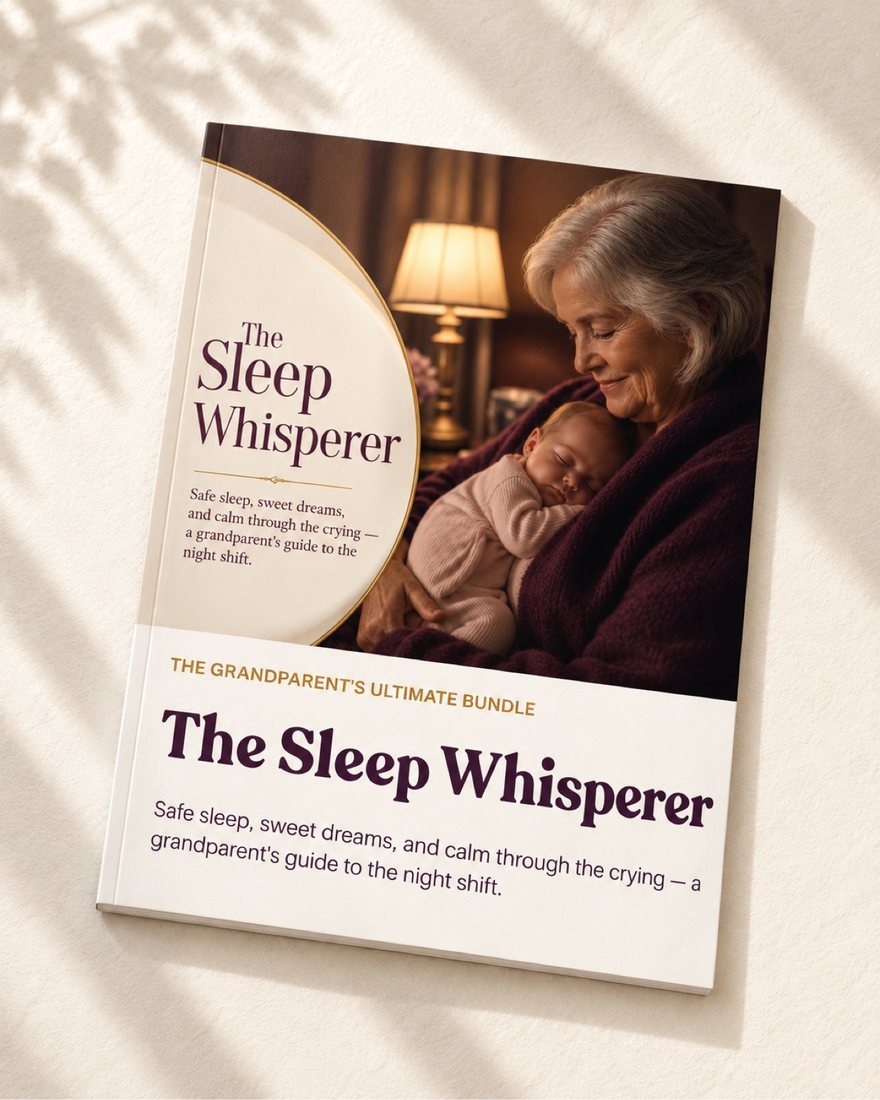 The
Sleep
Whisperer
Safe sleep, sweet dreams,
and calm through the crying —
a grandparent's guide to the
night shift.
THE GRANDPARENT'S ULTIMATE BUNDLE
The Sleep Whisperer
Safe sleep, sweet dreams, and calm through the crying — a
grandparent's guide to the night shift.